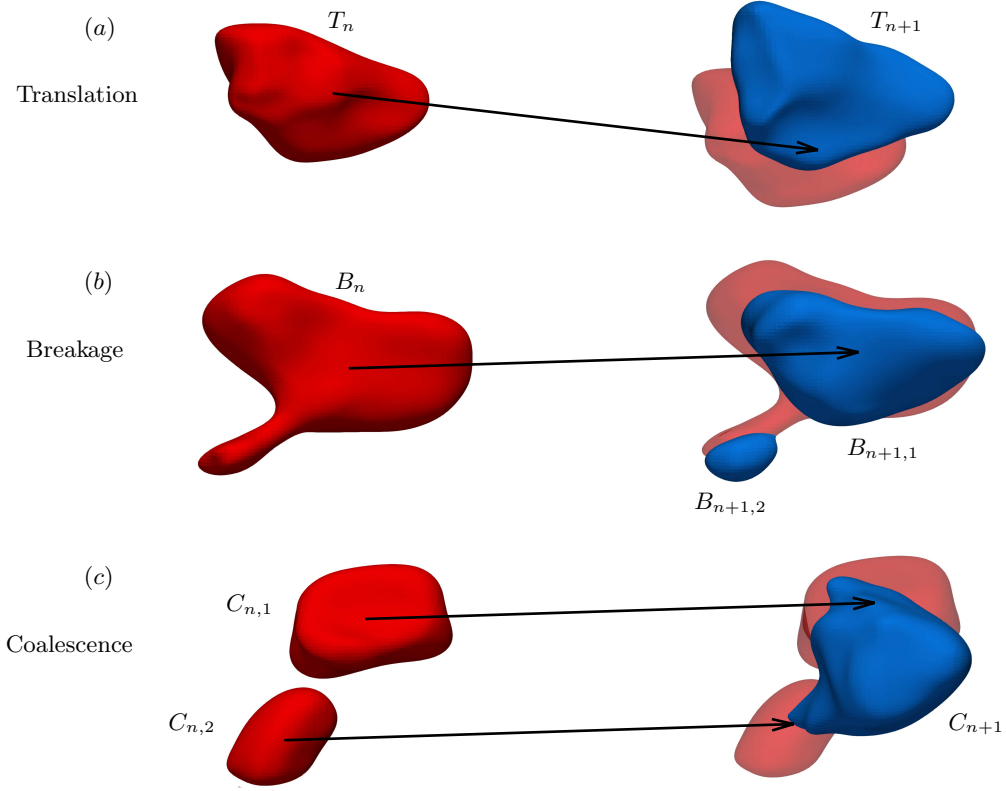 (a)
T_n
T_{n+1}
Translation
(b)
B_n
Breakage
B_{n+1,1}
B_{n+1,2}
(c)
C_{n,1}
Coalescence
C_{n,2}
C_{n+1}